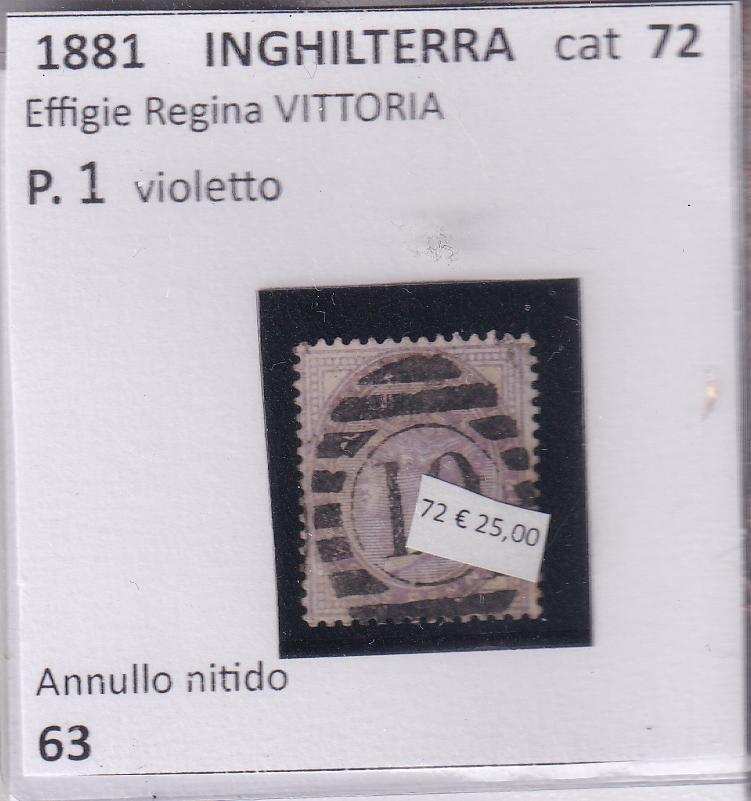 1881 INGHILTERRA cat 72
Effigie Regina VITTORIA
P. 1 violetto
72 € 25,00
Annullo nitido
63